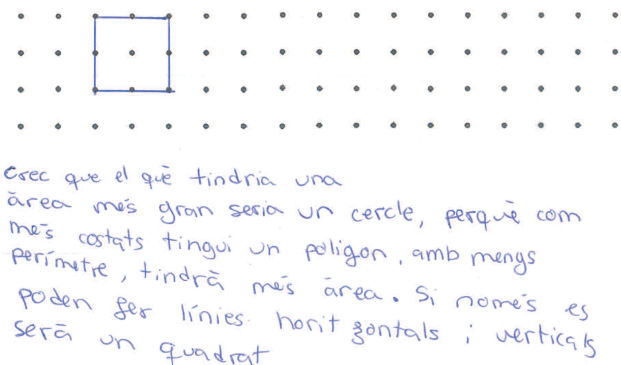 Crec que el què tindria una
àrea més gran seria un cercle, perquè com
més costats tingui un polígon, amb menys
perímetre, tindrà més àrea. Si només es
poden fer línies horitzontals i verticals
serà un quadrat